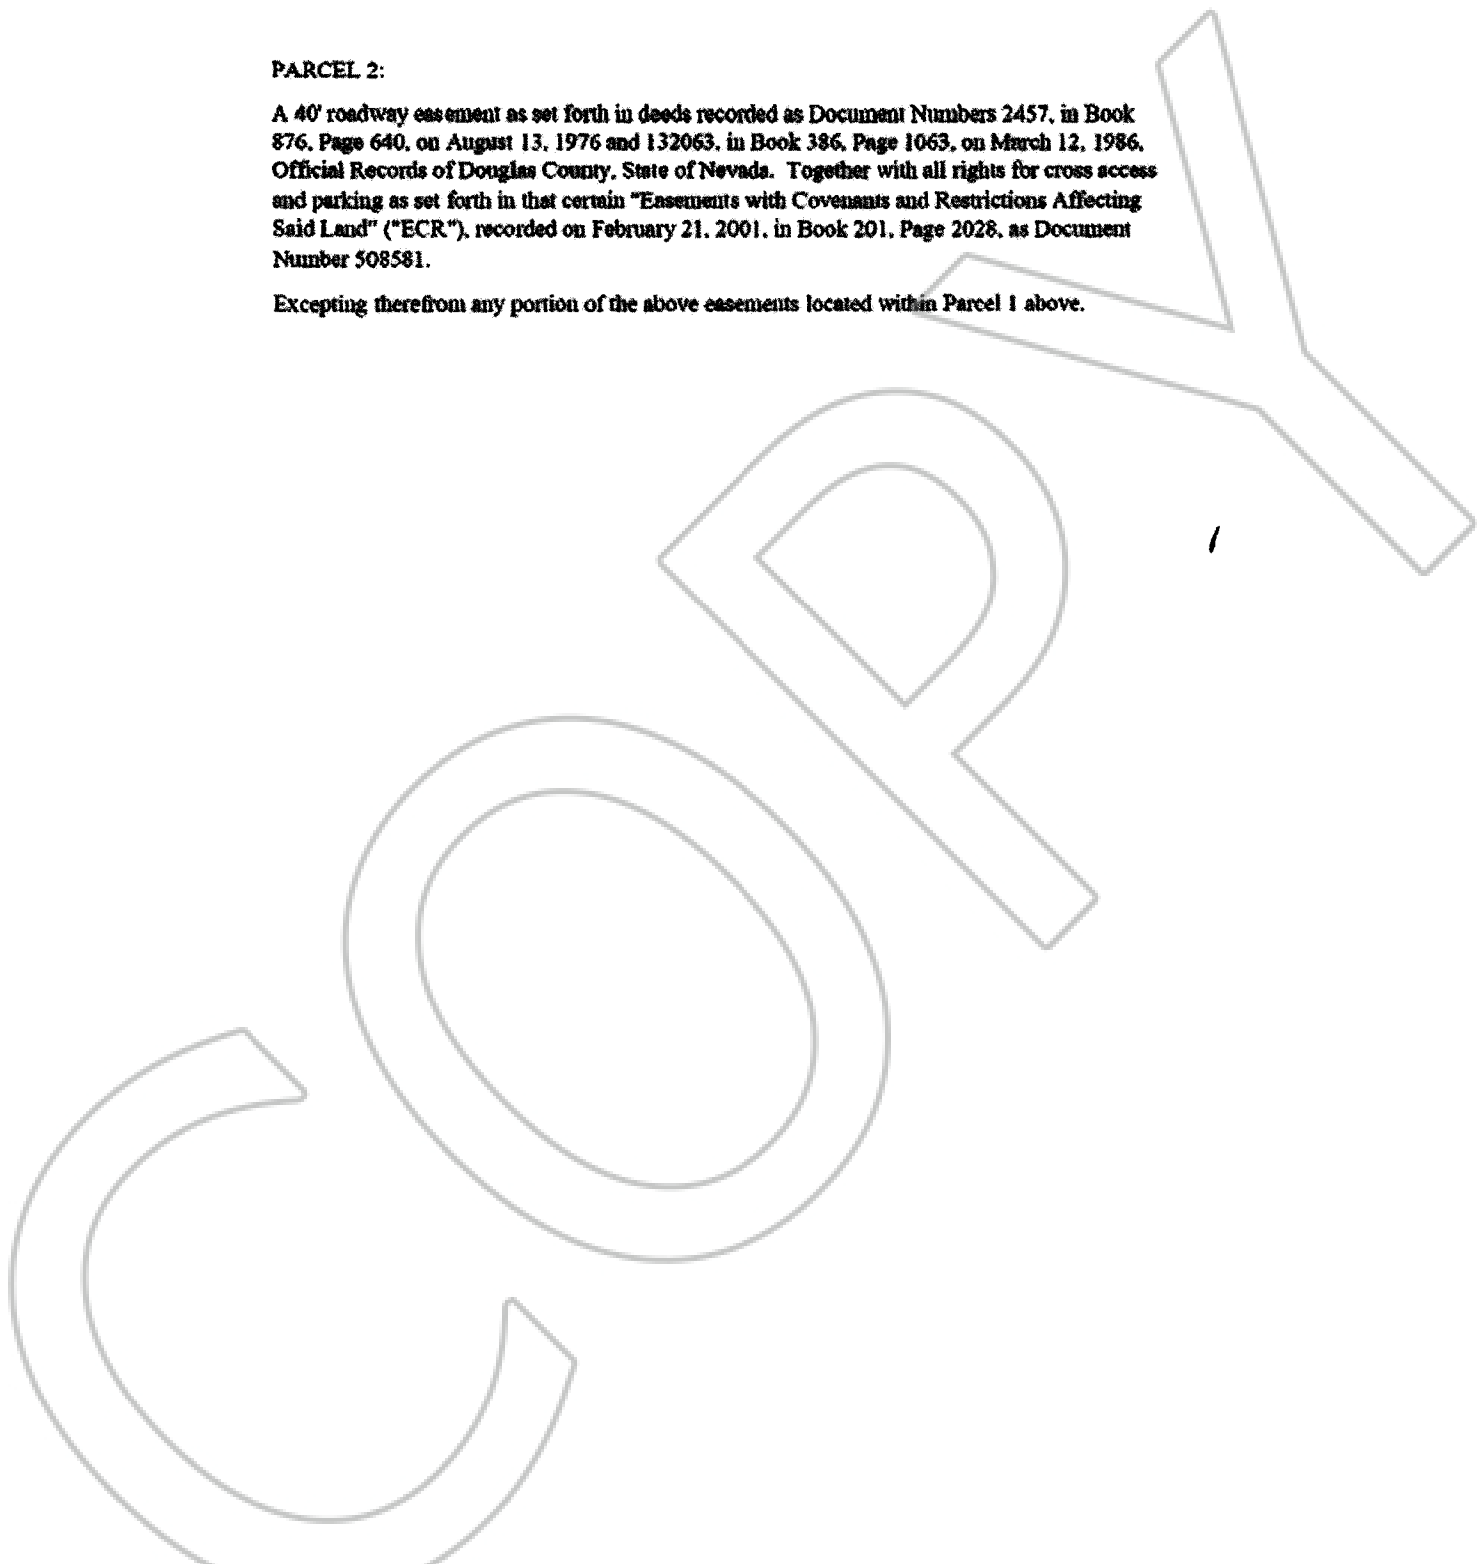 PARCEL 2:
A 40' roadway easement as set forth in deeds recorded as Document Numbers 2457, in Book
876, Page 640, on August 13, 1976 and 132063, in Book 386, Page 1063, on March 12, 1986,
Official Records of Douglas County, State of Nevada.  Together with all rights for cross access
and parking as set forth in that certain "Easements with Covenants and Restrictions Affecting
Said Land" ("ECR"), recorded on February 21, 2001, in Book 201, Page 2028, as Document
Number 508581.
Excepting therefrom any portion of the above easements located within Parcel 1 above.
COPY